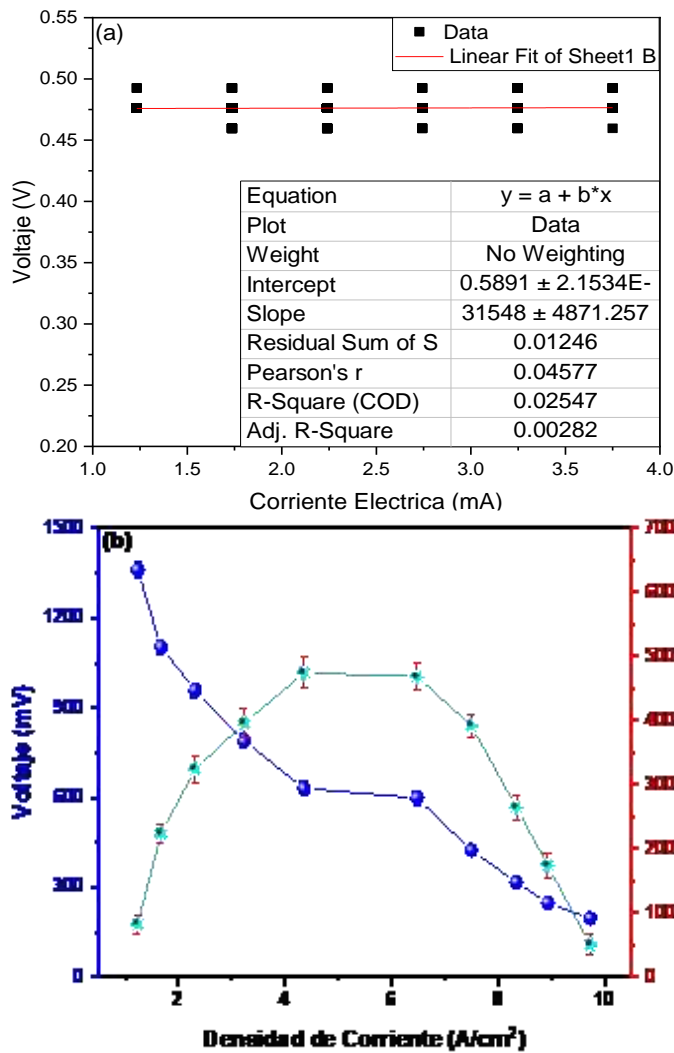 (a)
Data
Linear Fit of Sheet1 B
0.55
0.50
0.45
0.40
0.35
0.30
0.25
0.20
Voltaje (V)
Equation y = a + b*x
Plot Data
Weight No Weighting
Intercept 0.5891 ± 2.1534E-
Slope 31548 ± 4871.257
Residual Sum of S 0.01246
Pearson's r 0.04577
R-Square (COD) 0.02547
Adj. R-Square 0.00282
1.0 1.5 2.0 2.5 3.0 3.5 4.0
Corriente Electrica (mA)
(b)
1500
1200
900
600
300
0
Voltaje (mV)
700
600
500
400
300
200
100
0
2 4 6 8 10
Densidad de Corriente (A/cm²)